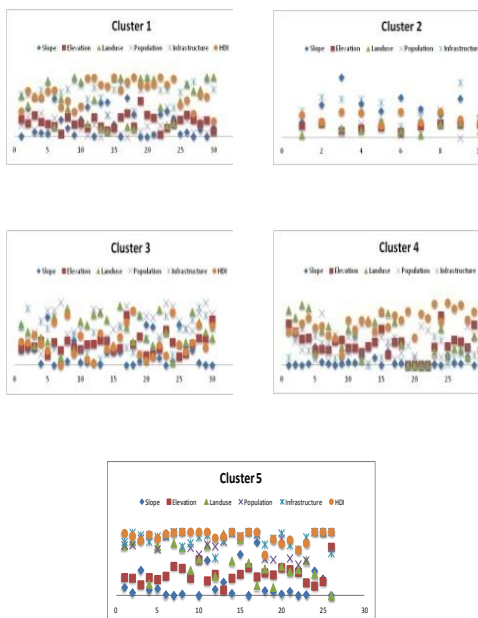 Cluster 1
Slope Elevation Landuse Population Infrastructure HDI
0 5 10 15 20 25 30
Cluster 2
Slope Elevation Landuse Population Infrastructure
0 2 4 6 8
Cluster 3
Slope Elevation Landuse Population Infrastructure HDI
0 5 10 15 20 25 30
Cluster 4
Slope Elevation Landuse Population Infrastructure
0 5 10 15 20 25
Cluster 5
Slope Elevation Landuse Population Infrastructure HDI
0 5 10 15 20 25 30